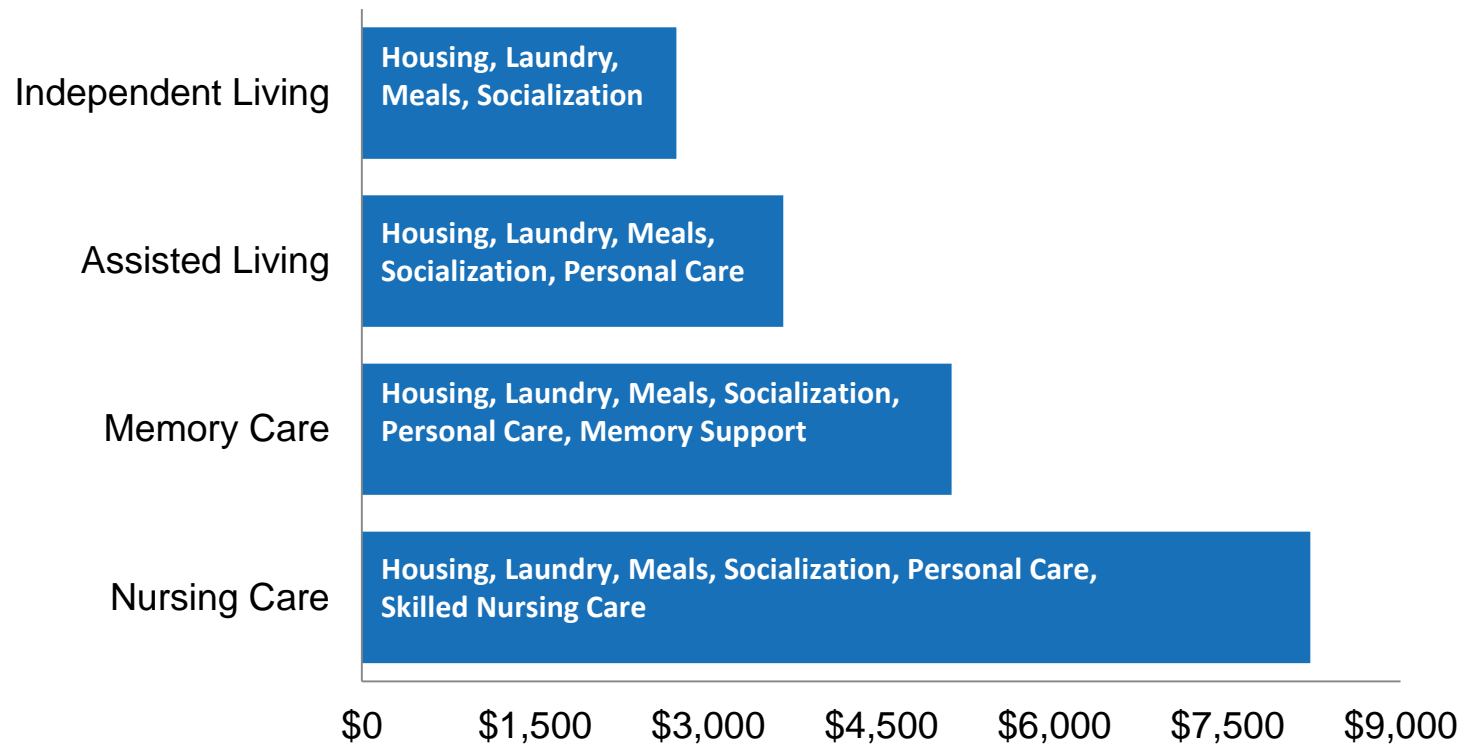 Independent Living
Housing, Laundry,
Meals, Socialization
Assisted Living
Housing, Laundry, Meals,
Socialization, Personal Care
Memory Care
Housing, Laundry, Meals, Socialization,
Personal Care, Memory Support
Nursing Care
Housing, Laundry, Meals, Socialization, Personal Care,
Skilled Nursing Care
$0 $1,500 $3,000 $4,500 $6,000 $7,500 $9,000